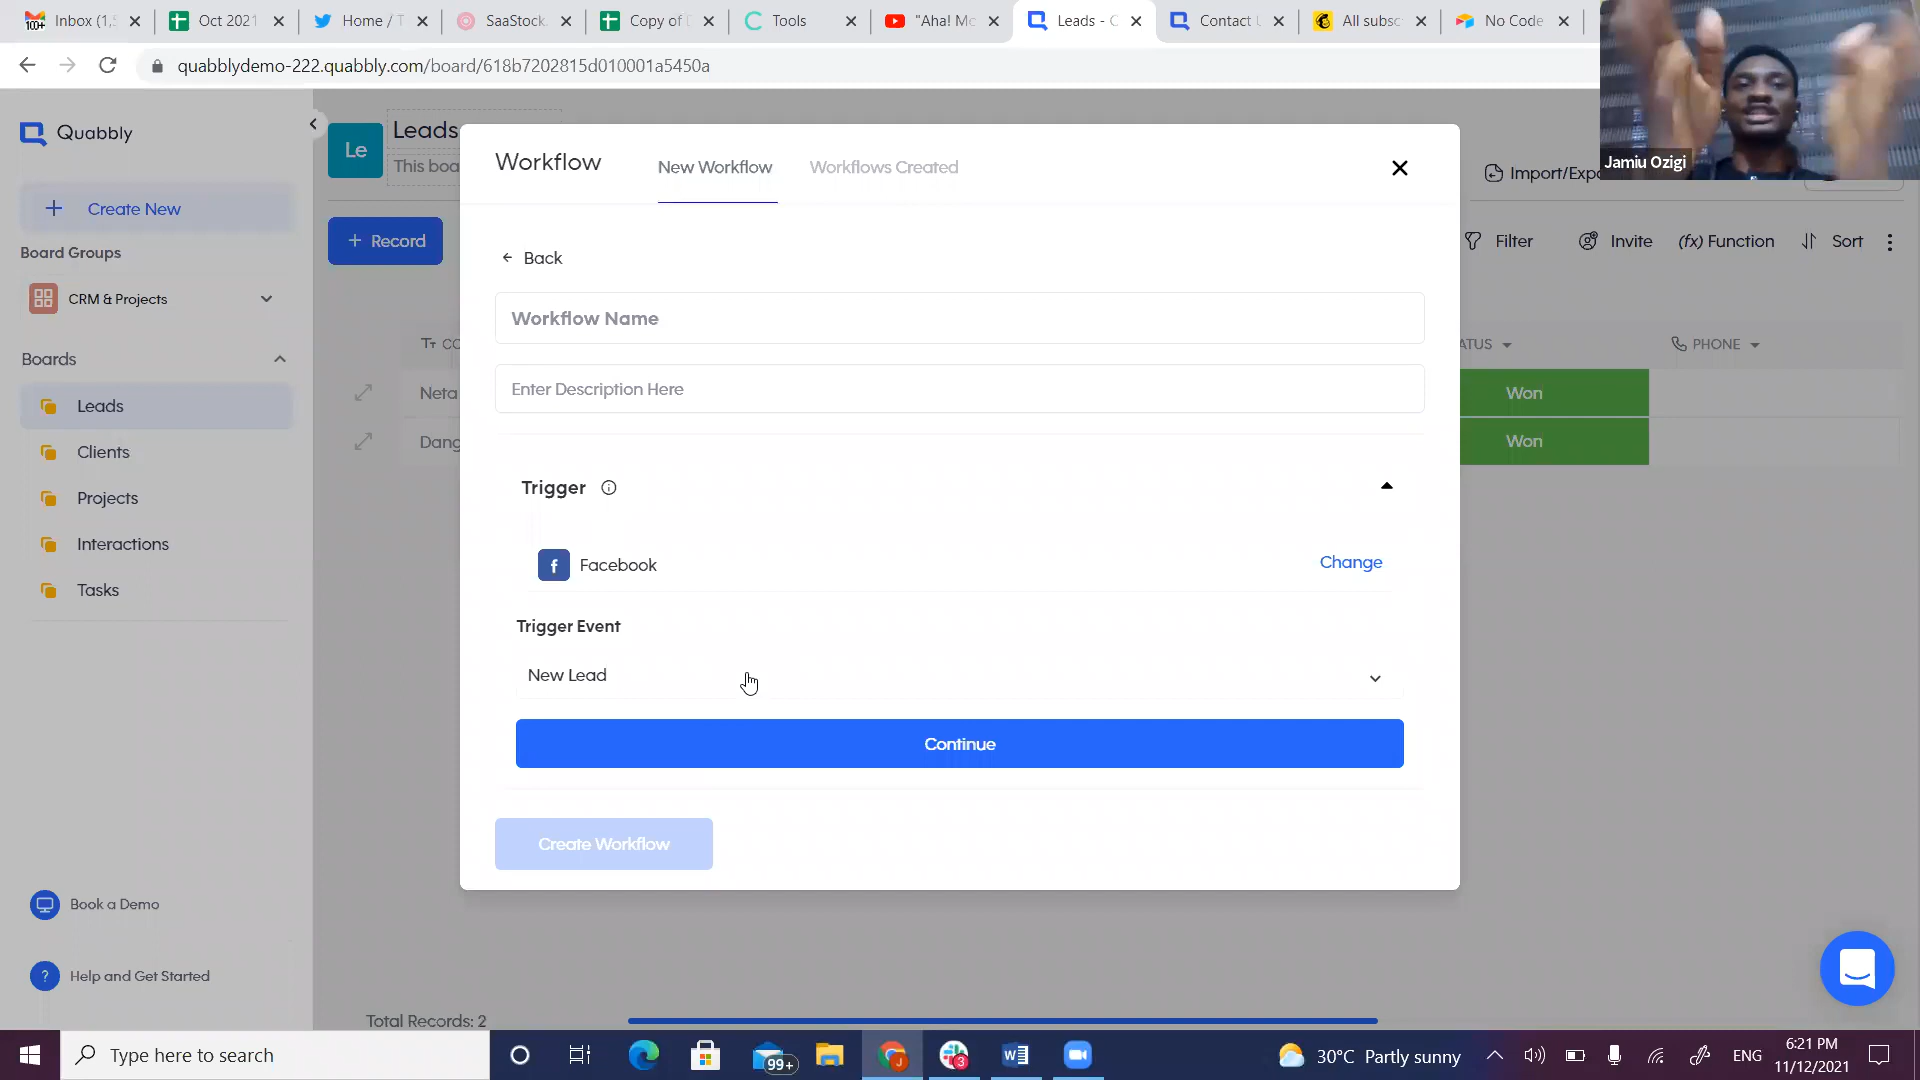 Inbox (1,
Oct 2021
Home / T
SaaStock
Copy of
Tools
"Aha! Mo
Leads - C
Contact U
All subsc
No Code
quabblydemo-222.quabbly.com/board/618b7202815d010001a5450a
Jamiu Ozigi
Quabbly
Create New
Board Groups
CRM & Projects
Boards
Leads
Clients
Projects
Interactions
Tasks
Book a Demo
? Help and Get Started
Le
Leads
This boa
+ Record
Import/Expo
Filter
Invite
(fx) Function
Sort
Tт CO
ATUS
PHONE
Neta
Won
Dang
Won
Total Records: 2
Workflow
New Workflow
Workflows Created
Back
Workflow Name
Enter Description Here
Trigger
f Facebook
Change
Trigger Event
New Lead
Continue
Create Workflow
Type here to search
99+
3
30°C Partly sunny
ENG
6:21 PM
11/12/2021